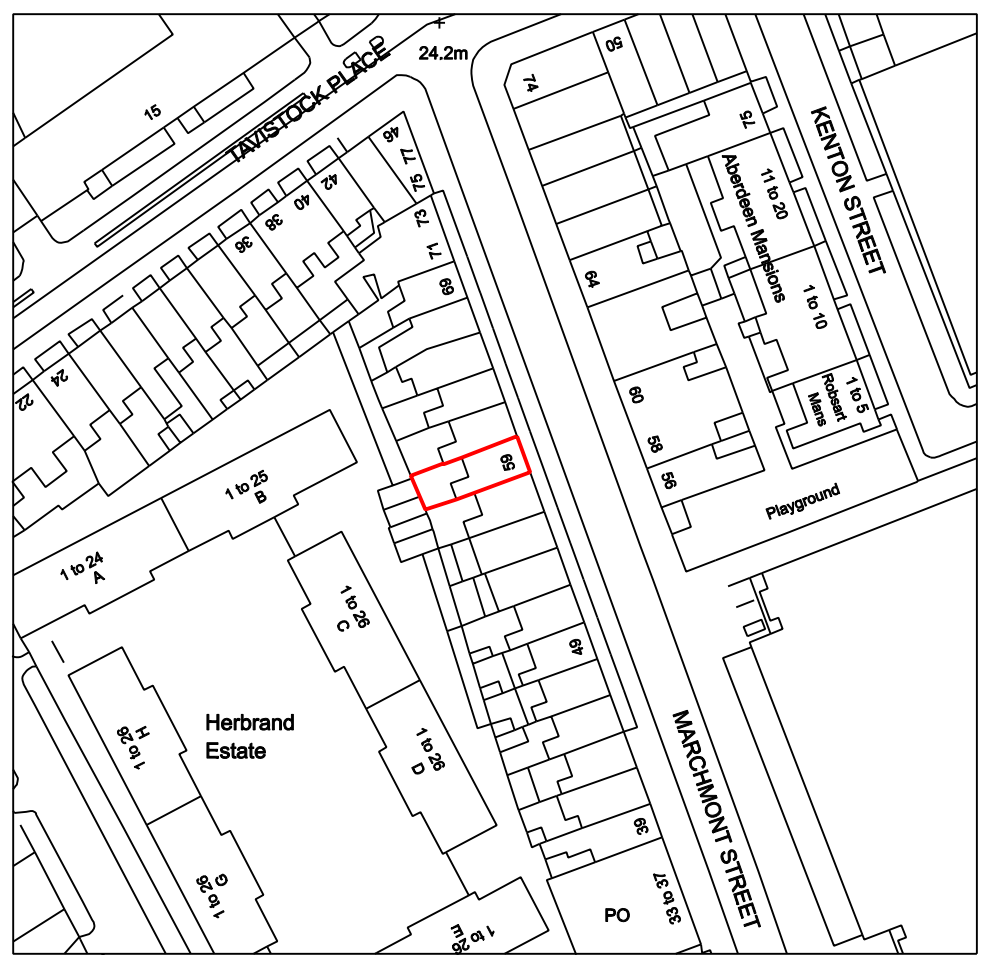 24.2m
TAVISTOCK PLACE
50
74
15
75
KENTON STREET
46
77
75
42
40
38
36
73
71
69
Aberdeen Mansions
11 to 20
1 to 10
64
24
22
60
58
56
Robsart
Mans
1 to 5
59
Playground
1 to 25
B
1 to 24
A
1 to 26
C
49
Herbrand
Estate
H
1 to 26
1 to 26
D
MARCHMONT STREET
39
G
1 to 26
PO
33 to 37
1 to 26
E